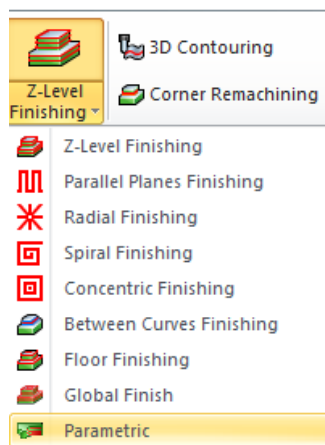 Z-Level
Finishing
3D Contouring
Corner Remachining
Z-Level Finishing
Parallel Planes Finishing
Radial Finishing
Spiral Finishing
Concentric Finishing
Between Curves Finishing
Floor Finishing
Global Finish
Parametric